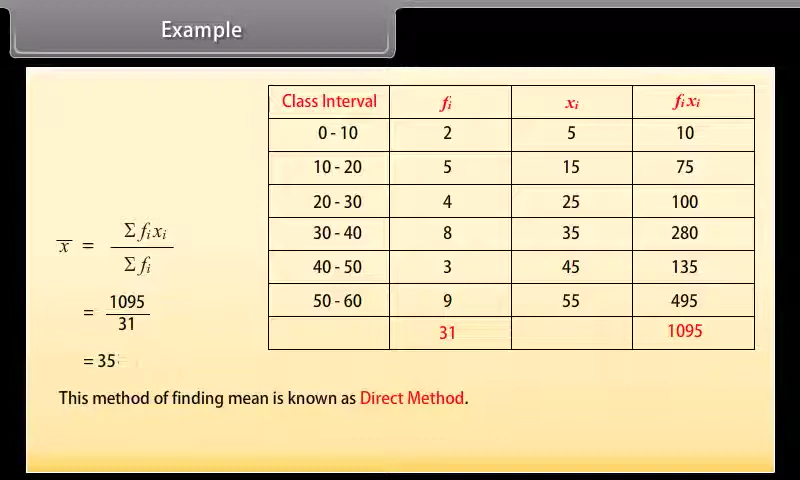 Example
Class Interval fi xi fixi
0 - 10 2 5 10
10 - 20 5 15 75
20 - 30 4 25 100
30 - 40 8 35 280
40 - 50 3 45 135
50 - 60 9 55 495
31 1095
x̄ = Σ fixi / Σ fi
= 1095 / 31
= 35
This method of finding mean is known as Direct Method.